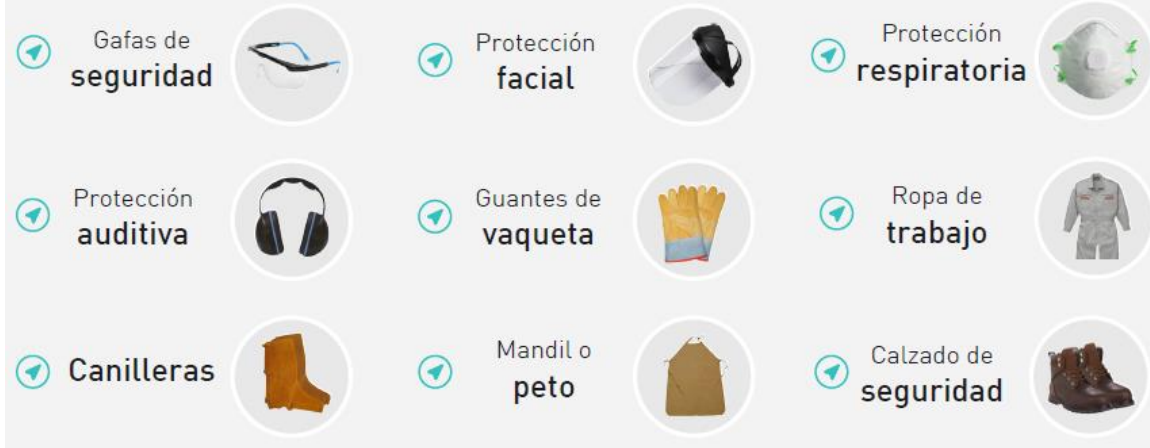 Gafas de
seguridad
Protección
facial
Protección
respiratoria
Protección
auditiva
Guantes de
vaqueta
Ropa de
trabajo
Canilleras
Mandil o
peto
Calzado de
seguridad